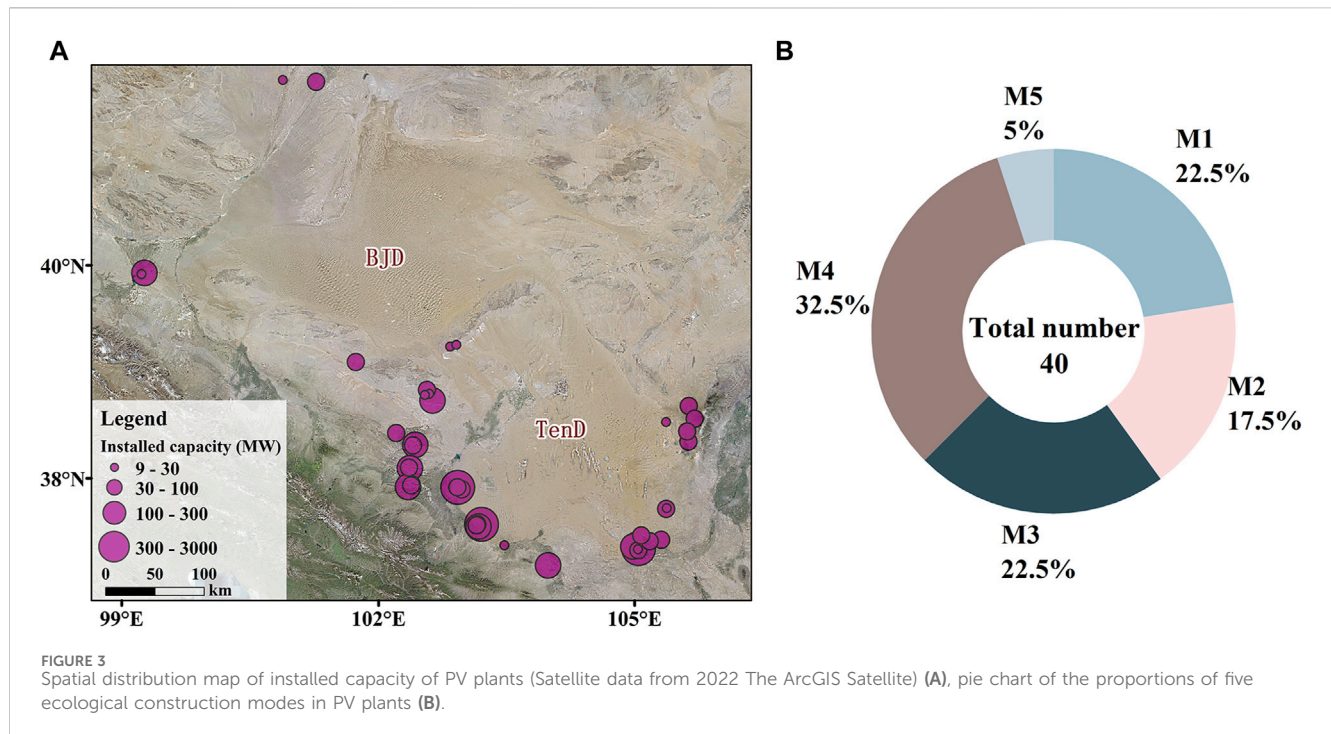 A
BJD
TenD
40°N
38°N
Legend
Installed capacity (MW)
9 - 30
30 - 100
100 - 300
300 - 3000
0 50 100
km
99°E 102°E 105°E
B
M5
5%
M1
22.5%
M4
32.5%
Total number
40
M2
17.5%
M3
22.5%
FIGURE 3
Spatial distribution map of installed capacity of PV plants (Satellite data from 2022 The ArcGIS Satellite) (A), pie chart of the proportions of five
ecological construction modes in PV plants (B).